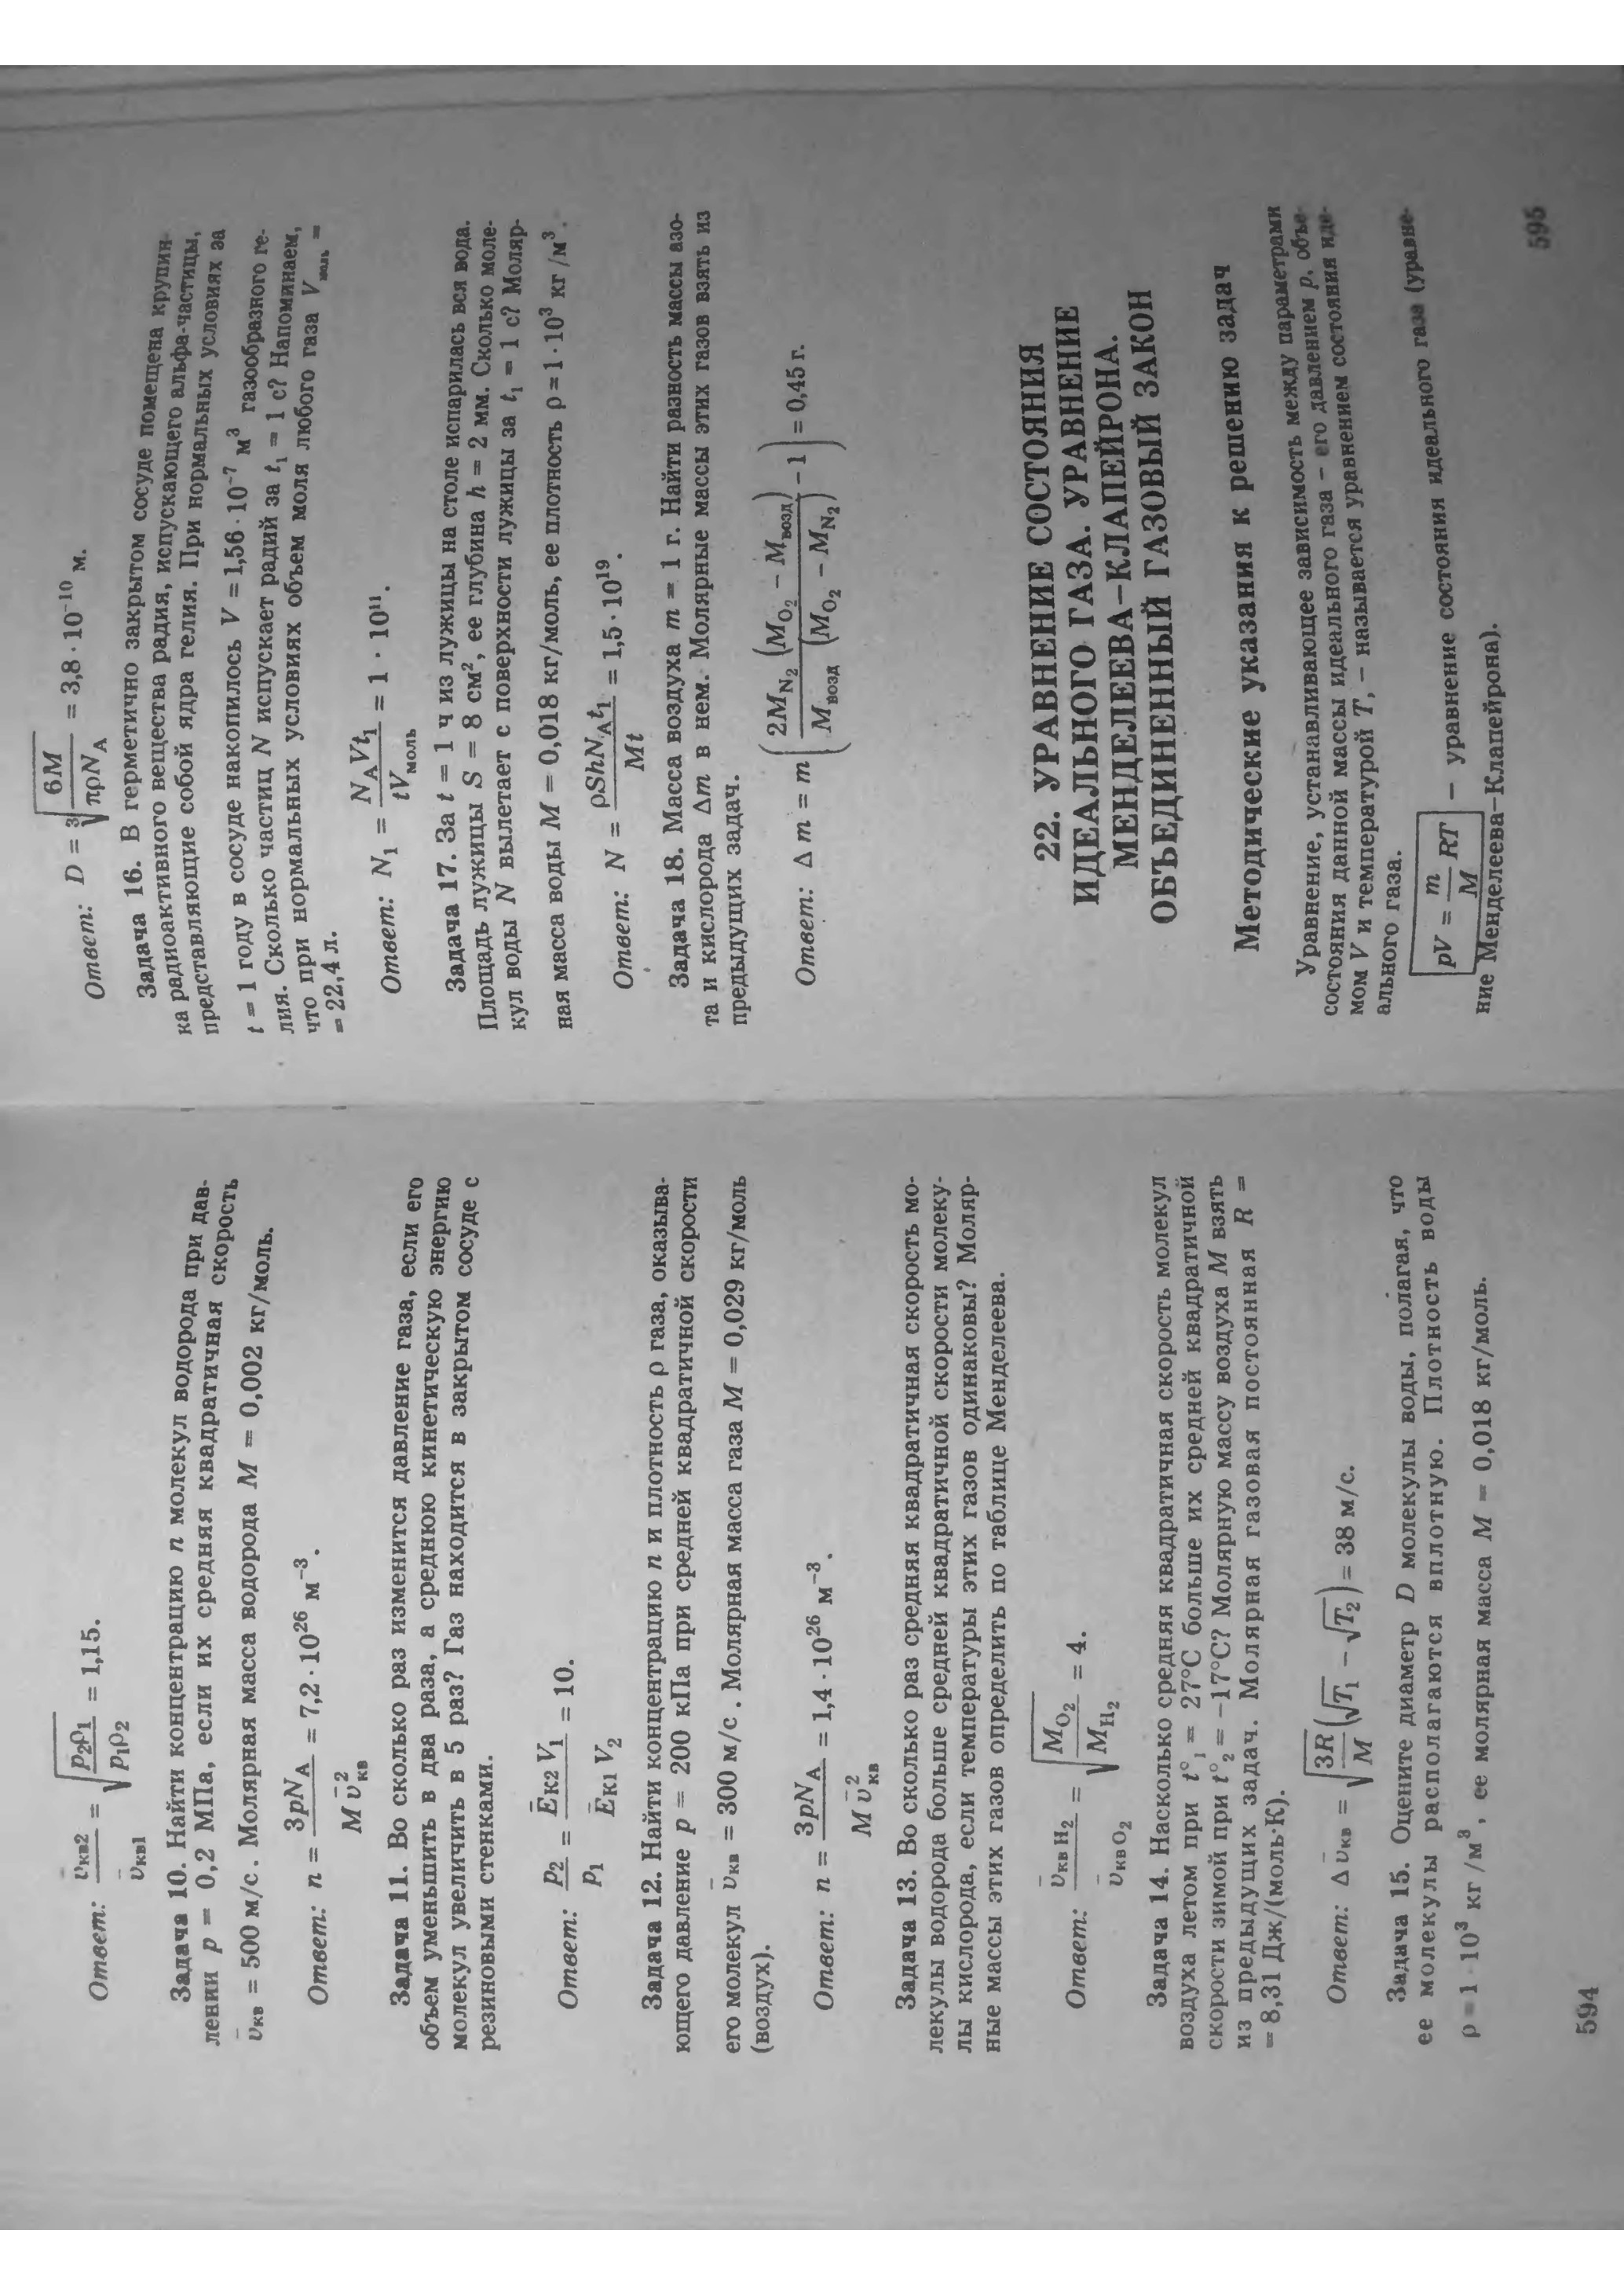 Ответ: v̄кв2 / v̄кв1 = √(p₂ρ₁ / p₁ρ₂) = 1,15.
Задача 10. Найти концентрацию n молекул водорода при дав-
лении p = 0,2 МПа, если их средняя квадратичная скорость
v̄кв = 500 м/с. Молярная масса водорода M = 0,002 кг/моль.
Ответ: n = 3pN_A / M v̄²кв = 7,2·10²⁶ м⁻³.
Задача 11. Во сколько раз изменится давление газа, если его
объем уменьшить в два раза, а среднюю кинетическую энергию
молекул увеличить в 5 раз? Газ находится в закрытом сосуде с
резиновыми стенками.
Ответ: p₂ / p₁ = Ēк2 V₁ / Ēк1 V₂ = 10.
Задача 12. Найти концентрацию n и плотность ρ газа, оказыва-
ющего давление p = 200 кПа при средней квадратичной скорости
его молекул v̄кв = 300 м/с. Молярная масса газа M = 0,029 кг/моль
(воздух).
Ответ: n = 3pN_A / M v̄²кв = 1,4·10²⁶ м⁻³.
Задача 13. Во сколько раз средняя квадратичная скорость мо-
лекулы водорода больше средней квадратичной скорости молеку-
лы кислорода, если температуры этих газов одинаковы? Моляр-
ные массы этих газов определить по таблице Менделеева.
Ответ: v̄кв H₂ / v̄кв O₂ = √(M_O₂ / M_H₂) = 4.
Задача 14. Насколько средняя квадратичная скорость молекул
воздуха летом при t°₁ = 27°C больше их средней квадратичной
скорости зимой при t°₂ = −17°C? Молярную массу воздуха M взять
из предыдущих задач. Молярная газовая постоянная R =
= 8,31 Дж/(моль·К).
Ответ: Δv̄кв = √(3R / M) (√T₁ − √T₂) = 38 м/с.
Задача 15. Оцените диаметр D молекулы воды, полагая, что
ее молекулы располагаются вплотную. Плотность воды
ρ = 1·10³ кг/м³, ее молярная масса M = 0,018 кг/моль.
594
Ответ: D = ³√(6M / πρN_A) = 3,8·10⁻¹⁰ м.
Задача 16. В герметично закрытом сосуде помещена крупин-
ка радиоактивного вещества радия, испускающего альфа-частицы,
представляющие собой ядра гелия. При нормальных условиях за
t = 1 году в сосуде накопилось V = 1,56·10⁻⁷ м³ газообразного ге-
лия. Сколько частиц N испускает радий за t₁ = 1 с? Напоминаем,
что при нормальных условиях объем моля любого газа Vмоль =
= 22,4 л.
Ответ: N₁ = N_A V t₁ / tVмоль = 1·10¹¹.
Задача 17. За t = 1 ч из лужицы на столе испарилась вся вода.
Площадь лужицы S = 8 см², ее глубина h = 2 мм. Сколько моле-
кул воды N вылетает с поверхности лужицы за t₁ = 1 с? Моляр-
ная масса воды M = 0,018 кг/моль, ее плотность ρ = 1·10³ кг/м³.
Ответ: N = ρShN_A t₁ / Mt = 1,5·10¹⁹.
Задача 18. Масса воздуха m = 1 г. Найти разность массы азо-
та и кислорода Δm в нем. Молярные массы этих газов взять из
предыдущих задач.
Ответ: Δm = m (2M_N₂ (M_O₂ − Mвозд) / Mвозд (M_O₂ − M_N₂) − 1) = 0,45 г.
22. УРАВНЕНИЕ СОСТОЯНИЯ
ИДЕАЛЬНОГО ГАЗА. УРАВНЕНИЕ
МЕНДЕЛЕЕВА–КЛАПЕЙРОНА.
ОБЪЕДИНЕННЫЙ ГАЗОВЫЙ ЗАКОН
Методические указания к решению задач
Уравнение, устанавливающее зависимость между параметрами
состояния данной массы идеального газа – его давлением p, объе-
мом V и температурой T, – называется уравнением состояния иде-
ального газа.
pV = m / M RT – уравнение состояния идеального газа (уравне-
ние Менделеева–Клапейрона).
595